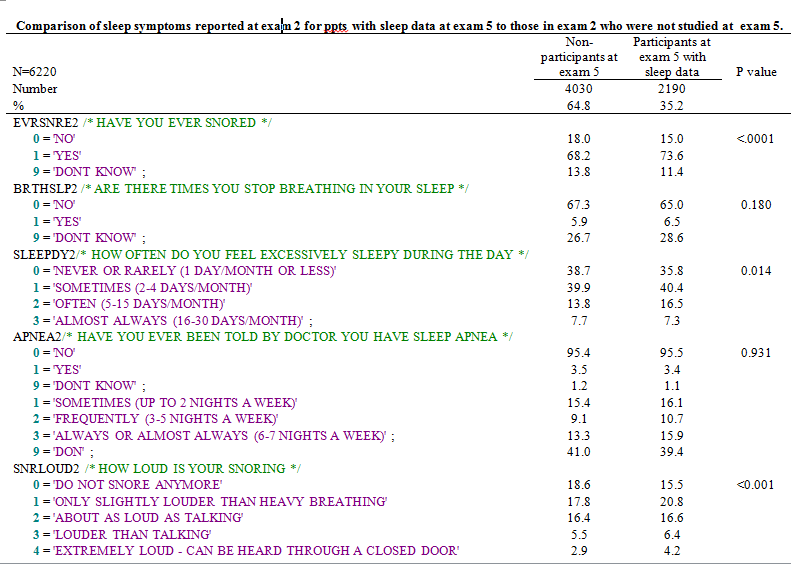 Comparison of sleep symptoms reported at exam 2 for ppts with sleep data at exam 5 to those in exam 2 who were not studied at exam 5.
Non- Participants at
participants at exam 5 with
N=6220 exam 5 sleep data P value
Number 4030 2190
% 64.8 35.2
EVRSNRE2 /* HAVE YOU EVER SNORED */
0 = 'NO' 18.0 15.0 <.0001
1 = 'YES' 68.2 73.6
9 = 'DONT KNOW' ; 13.8 11.4
BRTHSLP2 /* ARE THERE TIMES YOU STOP BREATHING IN YOUR SLEEP */
0 = 'NO' 67.3 65.0 0.180
1 = 'YES' 5.9 6.5
9 = 'DONT KNOW' ; 26.7 28.6
SLEEPDY2/* HOW OFTEN DO YOU FEEL EXCESSIVELY SLEEPY DURING THE DAY */
0 = 'NEVER OR RARELY (1 DAY/MONTH OR LESS)' 38.7 35.8 0.014
1 = 'SOMETIMES (2-4 DAYS/MONTH)' 39.9 40.4
2 = 'OFTEN (5-15 DAYS/MONTH)' 13.8 16.5
3 = 'ALMOST ALWAYS (16-30 DAYS/MONTH)' ; 7.7 7.3
APNEA2/* HAVE YOU EVER BEEN TOLD BY DOCTOR YOU HAVE SLEEP APNEA */
0 = 'NO' 95.4 95.5 0.931
1 = 'YES' 3.5 3.4
9 = 'DONT KNOW' ; 1.2 1.1
1 = 'SOMETIMES (UP TO 2 NIGHTS A WEEK)' 15.4 16.1
2 = 'FREQUENTLY (3-5 NIGHTS A WEEK)' 9.1 10.7
3 = 'ALWAYS OR ALMOST ALWAYS (6-7 NIGHTS A WEEK)' ; 13.3 15.9
9 = 'DON' ; 41.0 39.4
SNRLOUD2 /* HOW LOUD IS YOUR SNORING */
0 = 'DO NOT SNORE ANYMORE' 18.6 15.5 <0.001
1 = 'ONLY SLIGHTLY LOUDER THAN HEAVY BREATHING' 17.8 20.8
2 = 'ABOUT AS LOUD AS TALKING' 16.4 16.6
3 = 'LOUDER THAN TALKING' 5.5 6.4
4 = 'EXTREMELY LOUD - CAN BE HEARD THROUGH A CLOSED DOOR' 2.9 4.2